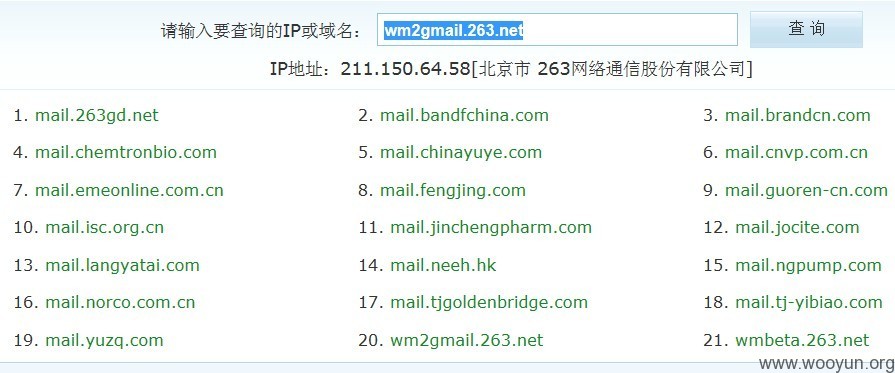 请输入要查询的IP或域名： wm2gmail.263.net 查 询
IP地址：211.150.64.58[北京市 263网络通信股份有限公司]
1. mail.263gd.net 2. mail.bandfchina.com 3. mail.brandcn.com
4. mail.chemtronbio.com 5. mail.chinayuye.com 6. mail.cnvp.com.cn
7. mail.emeonline.com.cn 8. mail.fengjing.com 9. mail.guoren-cn.com
10. mail.isc.org.cn 11. mail.jinchengpharm.com 12. mail.jocite.com
13. mail.langyatai.com 14. mail.neeh.hk 15. mail.ngpump.com
16. mail.norco.com.cn 17. mail.tjgoldenbridge.com 18. mail.tj-yibiao.com
19. mail.yuzq.com 20. wm2gmail.263.net 21. wmbeta.263.net
www.wooyun.org